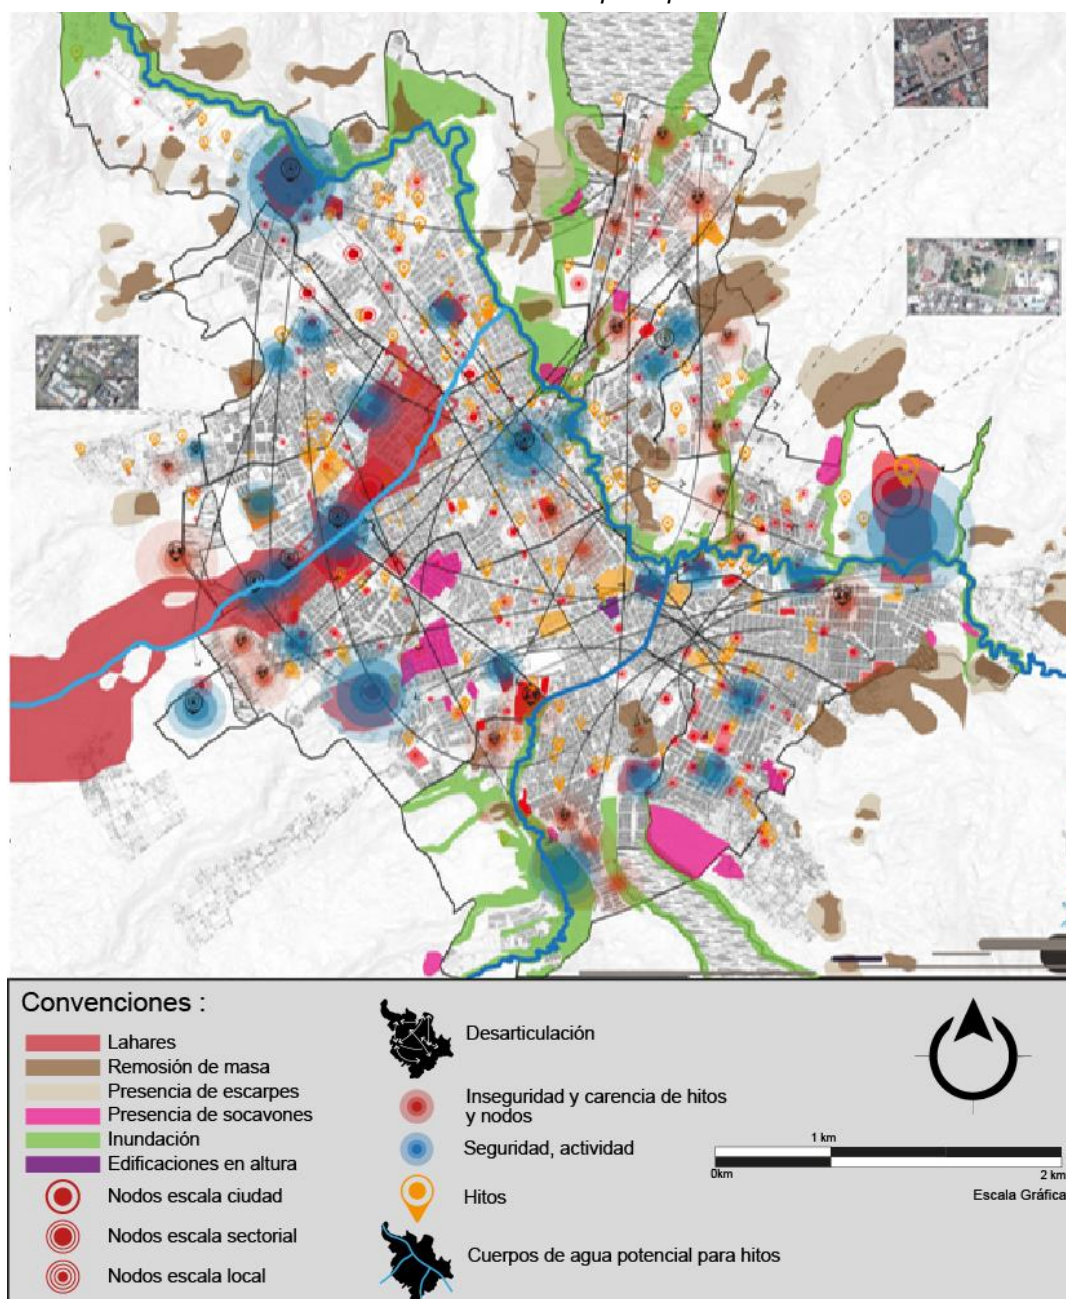 Convenciones :
Lahares
Remosión de masa
Presencia de escarpes
Presencia de socavones
Inundación
Edificaciones en altura
Nodos escala ciudad
Nodos escala sectorial
Nodos escala local
Desarticulación
Inseguridad y carencia de hitos
y nodos
Seguridad, actividad
Hitos
Cuerpos de agua potencial para hitos
1 km
0km
2 km
Escala Gráfica